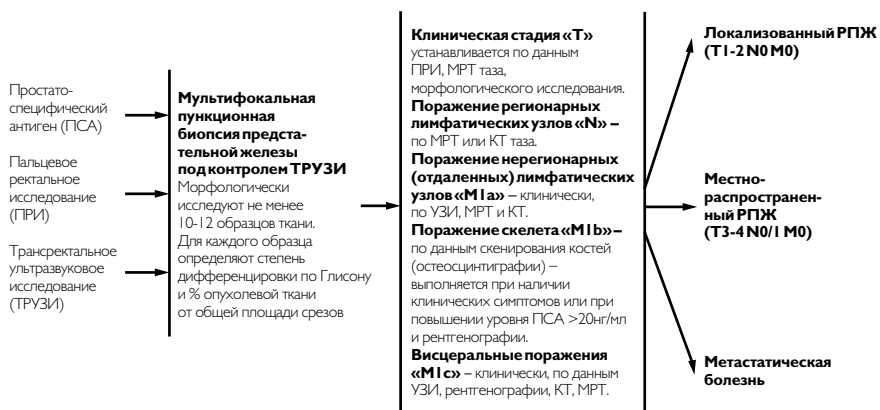 Простато-
специфический
антиген (ПСА)
Пальцевое
ректальное
исследование
(ПРИ)
Трансректальное
ультразвуковое
исследование
(ТРУЗИ)
Мультифокальная
пункционная
биопсия предста-
тельной железы
под контролем ТРУЗИ
Морфологически
исследуют не менее
10-12 образцов ткани.
Для каждого образца
определяют степень
дифференцировки по Глисону
и % опухолевой ткани
от общей площади срезов
Клиническая стадия «Т»
устанавливается по данным
ПРИ, МРТ таза,
морфологического исследования.
Поражение регионарных
лимфатических узлов «N» –
по МРТ или КТ таза.
Поражение нерегионарных
(отдаленных) лимфатических
узлов «М1а» – клинически,
по УЗИ, МРТ и КТ.
Поражение скелета «М1b» –
по данным скенирования костей
(остеосцинтиграфии) –
выполняется при наличии
клинических симптомов или при
повышении уровня ПСА >20нг/мл
и рентгенографии.
Висцеральные поражения
«М1с» – клинически, по данным
УЗИ, рентгенографии, КТ, МРТ.
Локализованный РПЖ
(Т1-2 N0 M0)
Местно-
распространен-
ный РПЖ
(Т3-4 N0/1 M0)
Метастатическая
болезнь